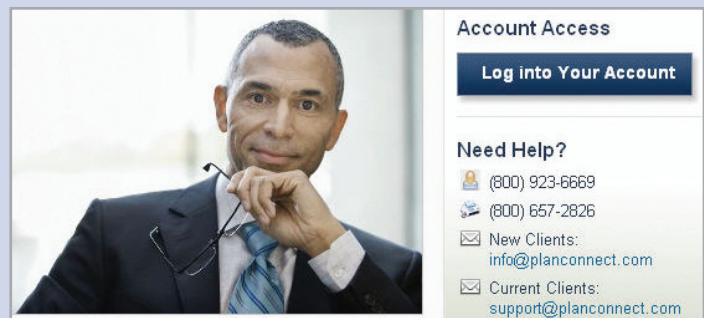 Account Access
Log into Your Account
Need Help?
(800) 923-6669
(800) 657-2826
New Clients:
info@planconnect.com
Current Clients:
support@planconnect.com